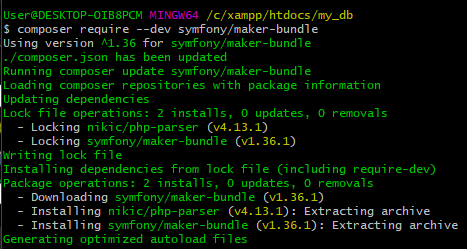 User@DESKTOP-OIB8PCM MINGW64 /c/xampp/htdocs/my_db
$ composer require --dev symfony/maker-bundle
Using version ^1.36 for symfony/maker-bundle
./composer.json has been updated
Running composer update symfony/maker-bundle
Loading composer repositories with package information
Updating dependencies
Lock file operations: 2 installs, 0 updates, 0 removals
  - Locking nikic/php-parser (v4.13.1)
  - Locking symfony/maker-bundle (v1.36.1)
Writing lock file
Installing dependencies from lock file (including require-dev)
Package operations: 2 installs, 0 updates, 0 removals
  - Downloading symfony/maker-bundle (v1.36.1)
  - Installing nikic/php-parser (v4.13.1): Extracting archive
  - Installing symfony/maker-bundle (v1.36.1): Extracting archive
Generating optimized autoload files